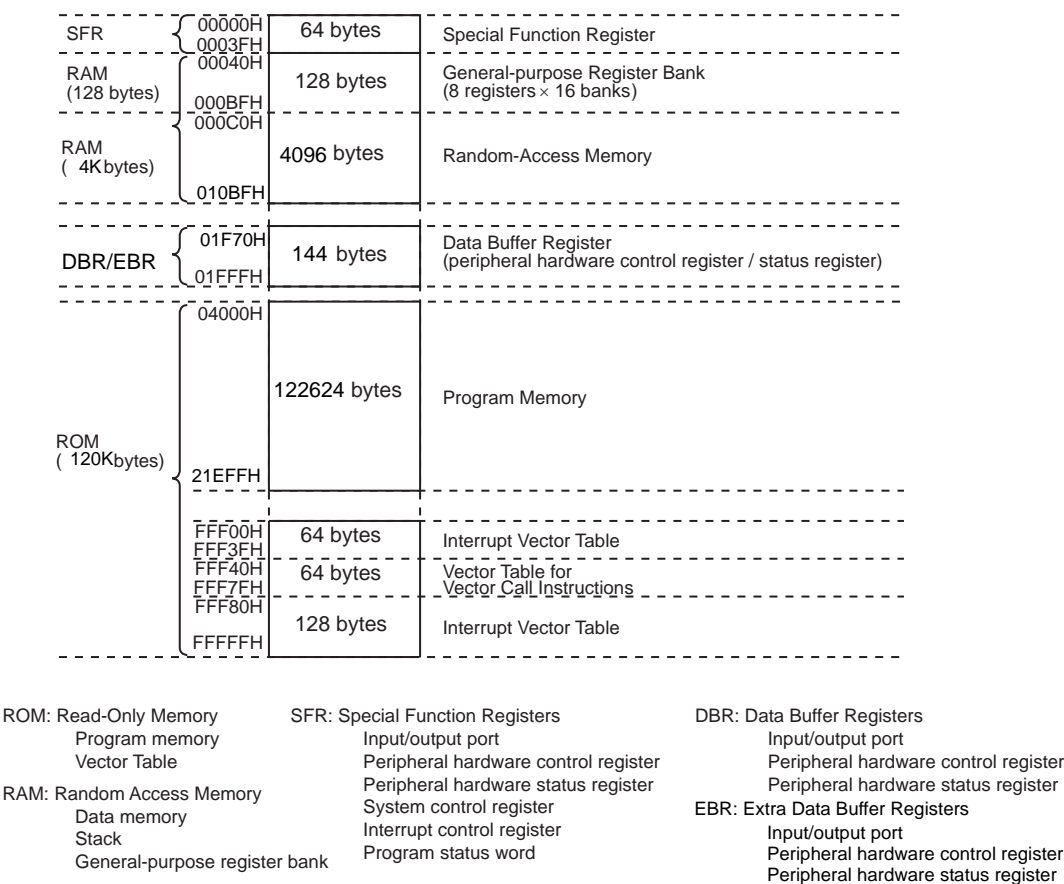 SFR
00000H
0003FH
64 bytes
Special Function Register
RAM
(128 bytes)
00040H
000BFH
128 bytes
General-purpose Register Bank
(8 registers × 16 banks)
RAM
( 4K bytes)
000C0H
010BFH
4096 bytes
Random-Access Memory
DBR/EBR
01F70H
01FFFH
144 bytes
Data Buffer Register
(peripheral hardware control register / status register)
ROM
( 120K bytes)
04000H
21EFFH
122624 bytes
Program Memory
FFF00H
FFF3FH
64 bytes
Interrupt Vector Table
FFF40H
FFF7FH
64 bytes
Vector Table for
Vector Call Instructions
FFF80H
FFFFFH
128 bytes
Interrupt Vector Table
ROM: Read-Only Memory
Program memory
Vector Table
RAM: Random Access Memory
Data memory
Stack
General-purpose register bank
SFR: Special Function Registers
Input/output port
Peripheral hardware control register
Peripheral hardware status register
System control register
Interrupt control register
Program status word
DBR: Data Buffer Registers
Input/output port
Peripheral hardware control register
Peripheral hardware status register
EBR: Extra Data Buffer Registers
Input/output port
Peripheral hardware control register
Peripheral hardware status register